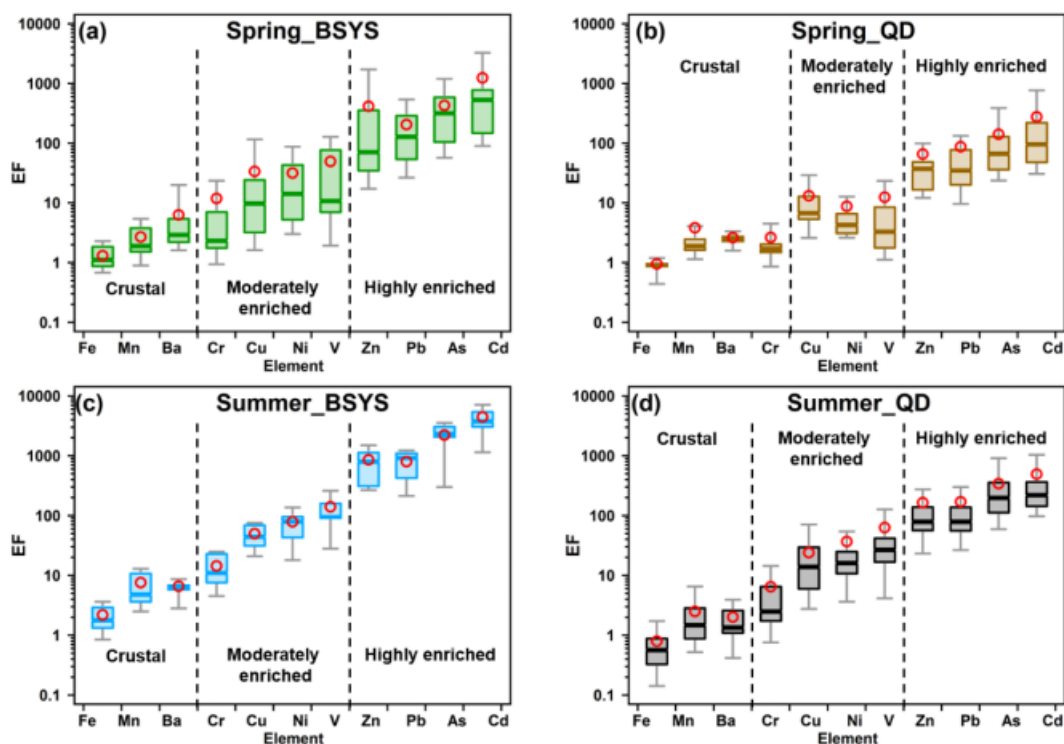 (a) Spring_BSYS
10000
1000
100
10
1
0.1
EF
Crustal
Moderately
enriched
Highly enriched
Fe Mn Ba Cr Cu Ni V Zn Pb As Cd
Element
(b) Spring_QD
10000
1000
100
10
1
0.1
EF
Crustal
Moderately
enriched
Highly enriched
Fe Mn Ba Cr Cu Ni V Zn Pb As Cd
Element
(c) Summer_BSYS
10000
1000
100
10
1
0.1
EF
Crustal
Moderately
enriched
Highly enriched
Fe Mn Ba Cr Cu Ni V Zn Pb As Cd
Element
(d) Summer_QD
10000
1000
100
10
1
0.1
EF
Crustal
Moderately
enriched
Highly enriched
Fe Mn Ba Cr Cu Ni V Zn Pb As Cd
Element